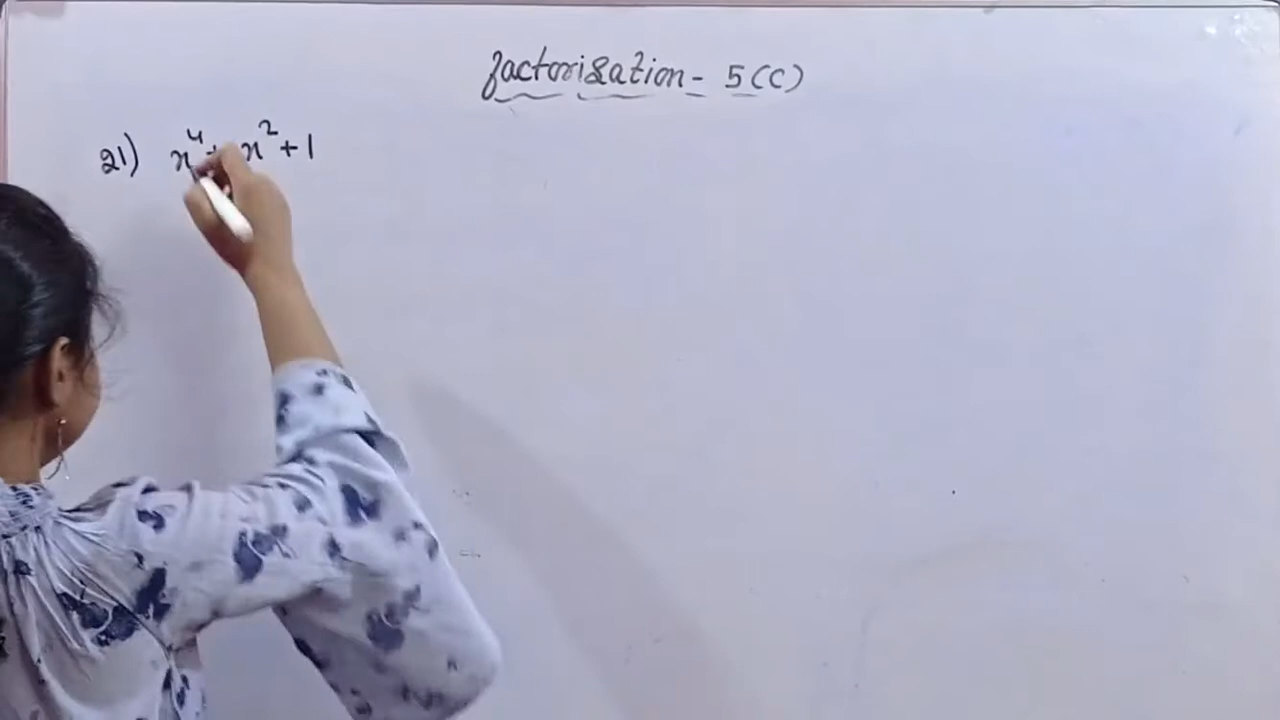 Factorisation - 5(C)
21) x⁴ + x² + 1